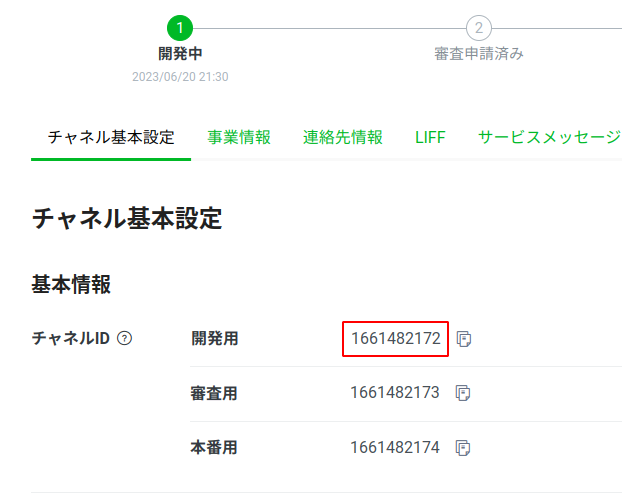 1 2
開発中 審査申請済み
2023/06/20 21:30
チャネル基本設定 事業情報 連絡先情報 LIFF サービスメッセージ
チャネル基本設定
基本情報
チャネルID ? 開発用 1661482172
審査用 1661482173
本番用 1661482174